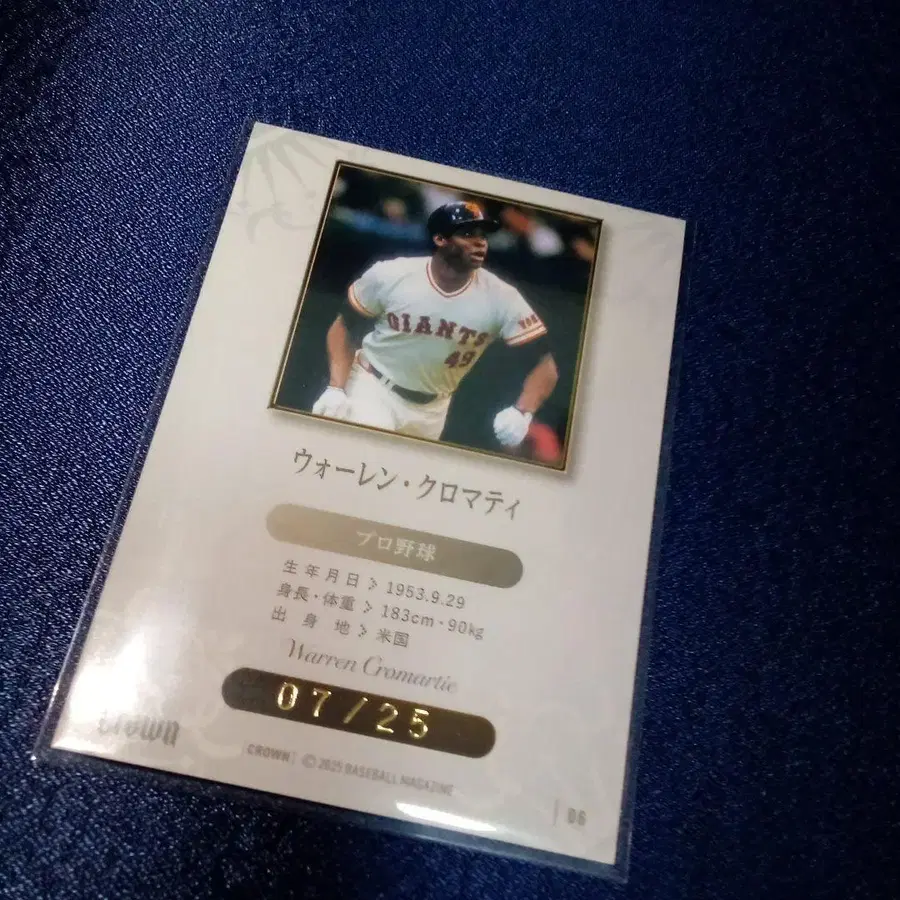 GIANTS
49
ウォーレン・クロマティ
プロ野球
生年月日 > 1953.9.29
身長・体重 > 183cm・90kg
出身地 > 米国
Warren Cromartie
07/25
crown
CROWN | © 2025 BASEBALL MAGAZINE
| 06